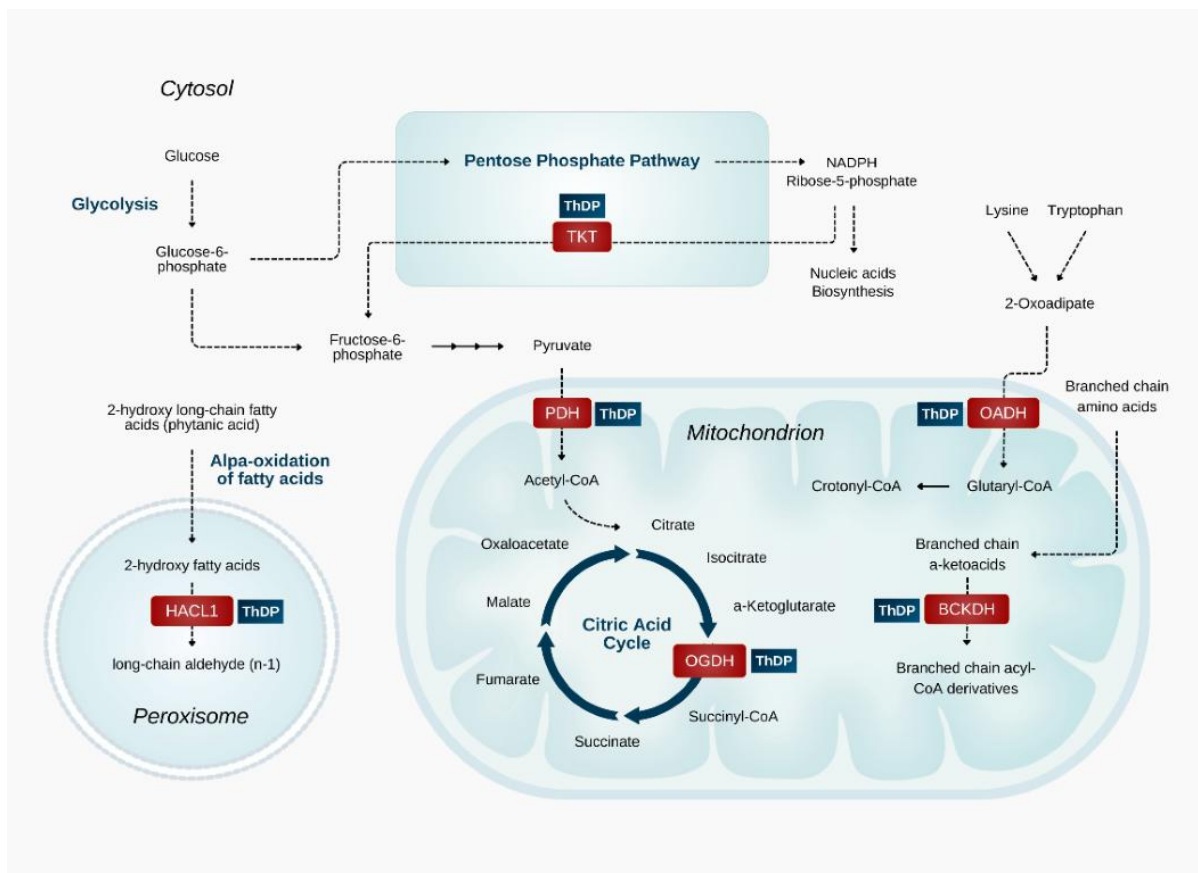 Cytosol
Glucose
Glycolysis
Glucose-6-
phosphate
Pentose Phosphate Pathway
ThDP
TKT
NADPH
Ribose-5-phosphate
Nucleic acids
Biosynthesis
Lysine
Tryptophan
2-Oxoadipate
Fructose-6-
phosphate
Pyruvate
2-hydroxy long-chain fatty
acids (phytanic acid)
Alpa-oxidation
of fatty acids
2-hydroxy fatty acids
HACL1
ThDP
long-chain aldehyde (n-1)
Peroxisome
PDH
ThDP
Mitochondrion
Acetyl-CoA
Citrate
Oxaloacetate
Isocitrate
Malate
a-Ketoglutarate
Citric Acid
Cycle
OGDH
ThDP
Fumarate
Succinyl-CoA
Succinate
ThDP
OADH
Branched chain
amino acids
Crotonyl-CoA
Glutaryl-CoA
Branched chain
a-ketoacids
ThDP
BCKDH
Branched chain acyl-
CoA derivatives